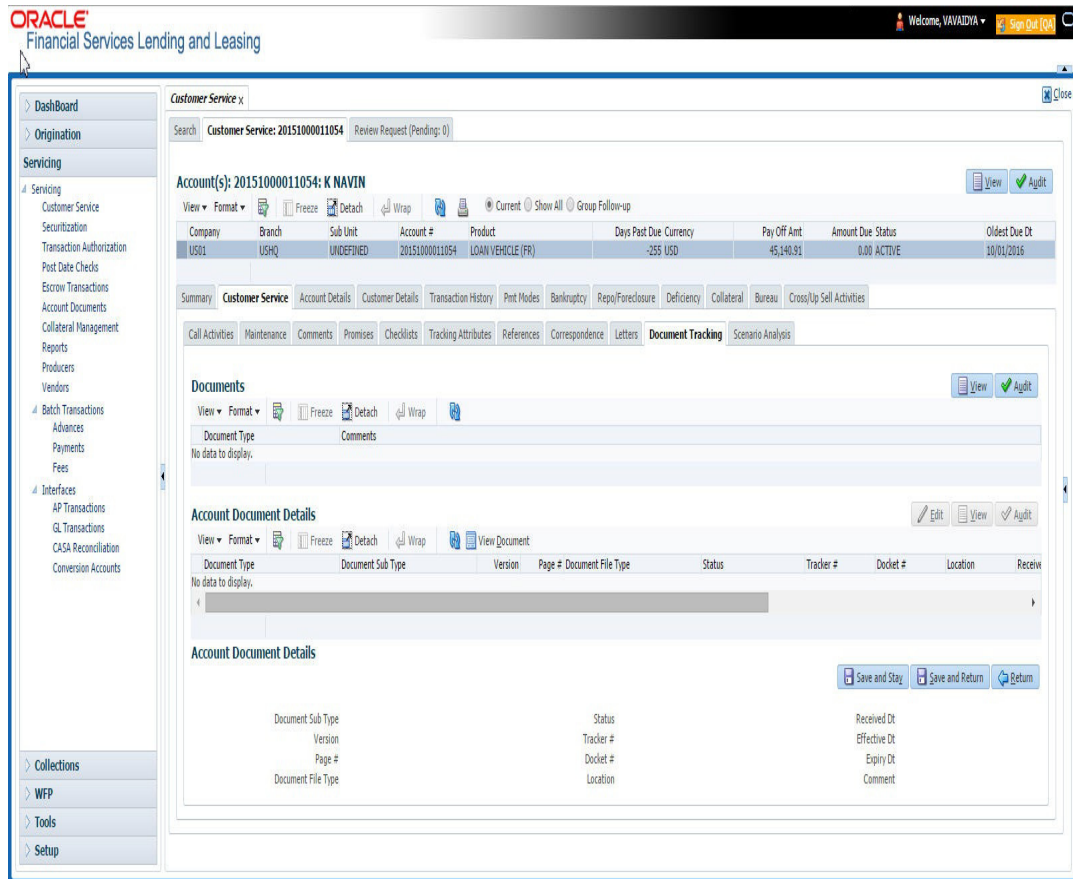 ORACLE
Financial Services Lending and Leasing
Welcome, VAVAIDYA
Sign Out [QA]
DashBoard
Origination
Servicing
Servicing
Customer Service
Securitization
Transaction Authorization
Post Date Checks
Escrow Transactions
Account Documents
Collateral Management
Reports
Producers
Vendors
Batch Transactions
Advances
Payments
Fees
Interfaces
AP Transactions
GL Transactions
CASA Reconciliation
Conversion Accounts
Collections
WFP
Tools
Setup
Customer Service x
Close
Search Customer Service: 20151000011054 Review Request (Pending: 0)
Account(s): 20151000011054: K NAVIN
View Audit
View Format Freeze Detach Wrap Current Show All Group Follow-up
Company Branch Sub Unit Account # Product Days Past Due Currency Pay Off Amt Amount Due Status Oldest Due Dt
US01 USHQ UNDEFINED 20151000011054 LOAN VEHICLE (FR) -255 USD 45,140.91 0.00 ACTIVE 10/01/2016
Summary Customer Service Account Details Customer Details Transaction History Pmt Modes Bankruptcy Repo/Foreclosure Deficiency Collateral Bureau Cross/Up Sell Activities
Call Activities Maintenance Comments Promises Checklists Tracking Attributes References Correspondence Letters Document Tracking Scenario Analysis
Documents
View Audit
View Format Freeze Detach Wrap
Document Type Comments
No data to display.
Account Document Details
Edit View Audit
View Format Freeze Detach Wrap View Document
Document Type Document Sub Type Version Page # Document File Type Status Tracker # Docket # Location Receive
No data to display.
Account Document Details
Save and Stay Save and Return Return
Document Sub Type Status Received Dt
Version Tracker # Effective Dt
Page # Docket # Expiry Dt
Document File Type Location Comment